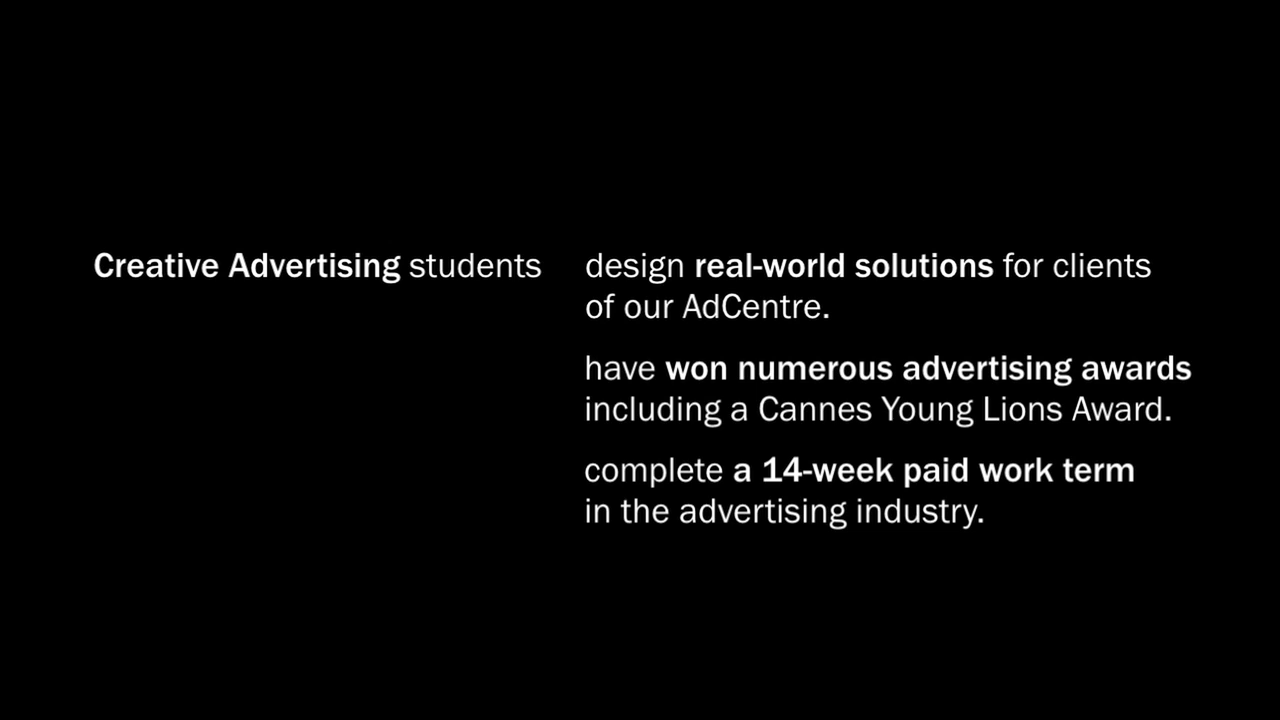 Creative Advertising students design real-world solutions for clients
of our AdCentre.
have won numerous advertising awards
including a Cannes Young Lions Award.
complete a 14-week paid work term
in the advertising industry.